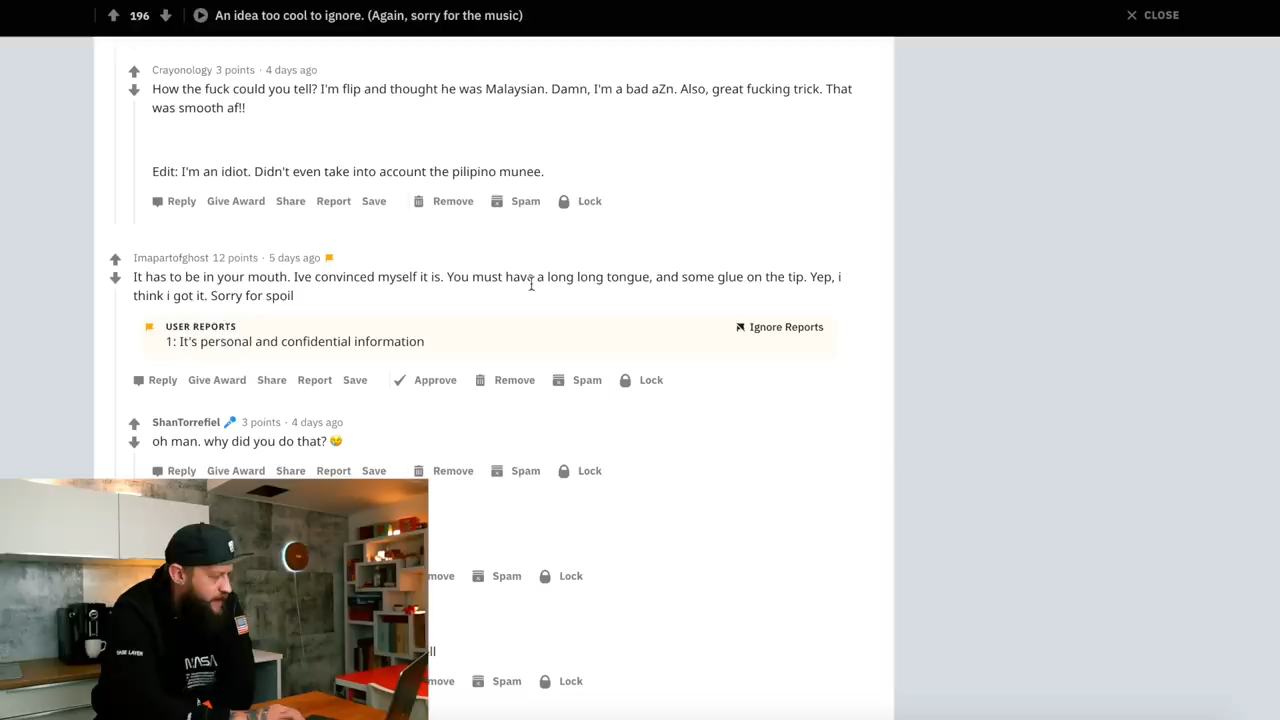 196 An idea too cool to ignore. (Again, sorry for the music) CLOSE
Crayonology 3 points · 4 days ago
How the fuck could you tell? I'm flip and thought he was Malaysian. Damn, I'm a bad aZn. Also, great fucking trick. That
was smooth af!!
Edit: I'm an idiot. Didn't even take into account the pilipino munee.
Reply Give Award Share Report Save Remove Spam Lock
Imapartofghost 12 points · 5 days ago
It has to be in your mouth. Ive convinced myself it is. You must have a long long tongue, and some glue on the tip. Yep, i
think i got it. Sorry for spoil
USER REPORTS Ignore Reports
1: It's personal and confidential information
Reply Give Award Share Report Save Approve Remove Spam Lock
ShanTorrefiel 3 points · 4 days ago
oh man. why did you do that? 😂
Reply Give Award Share Report Save Remove Spam Lock
move Spam Lock
ll
move Spam Lock
BASE LAYER
NASA